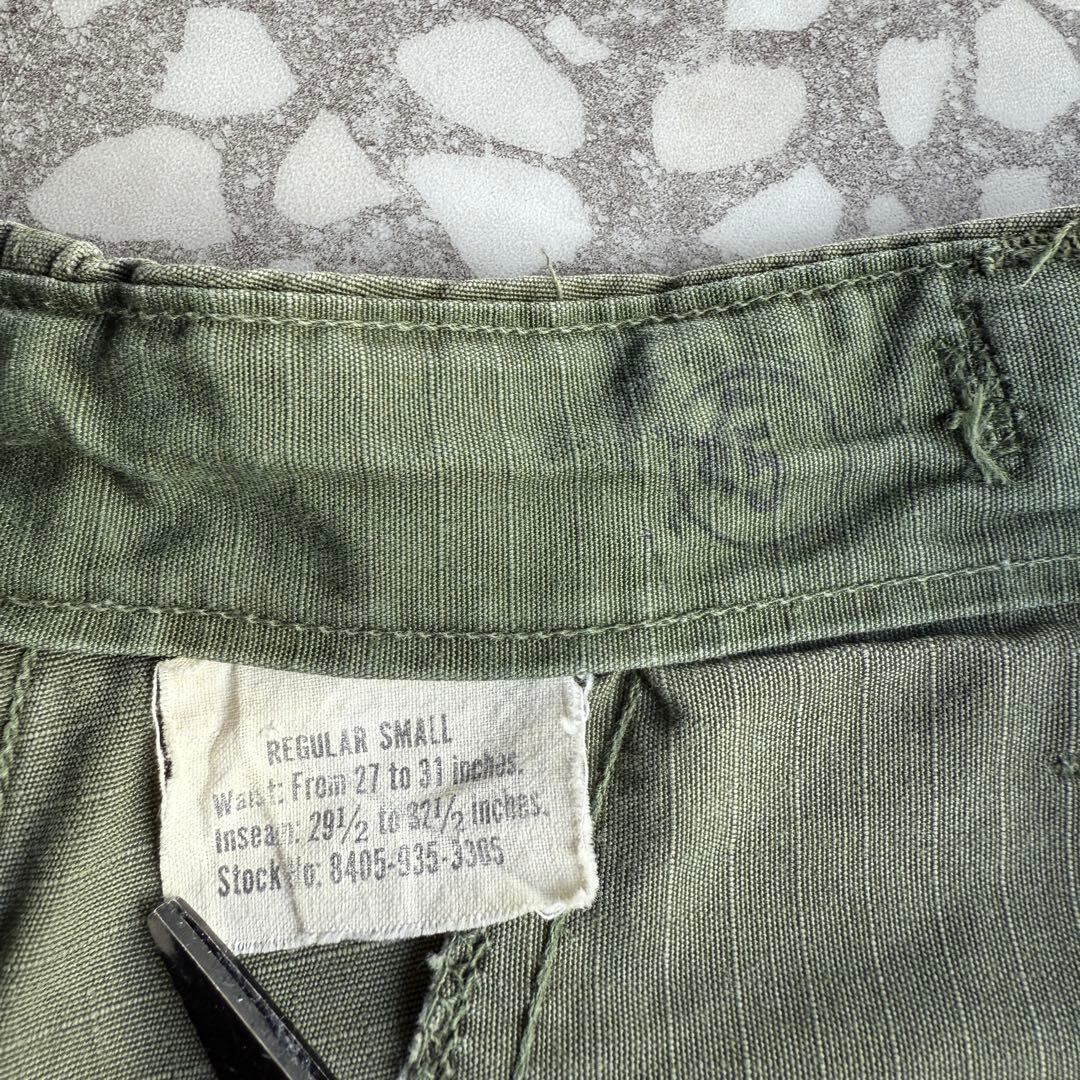 REGULAR SMALL
Waist: From 27 to 31 inches.
Inseam: 29½ to 32½ inches.
Stock No. 8405-935-3305